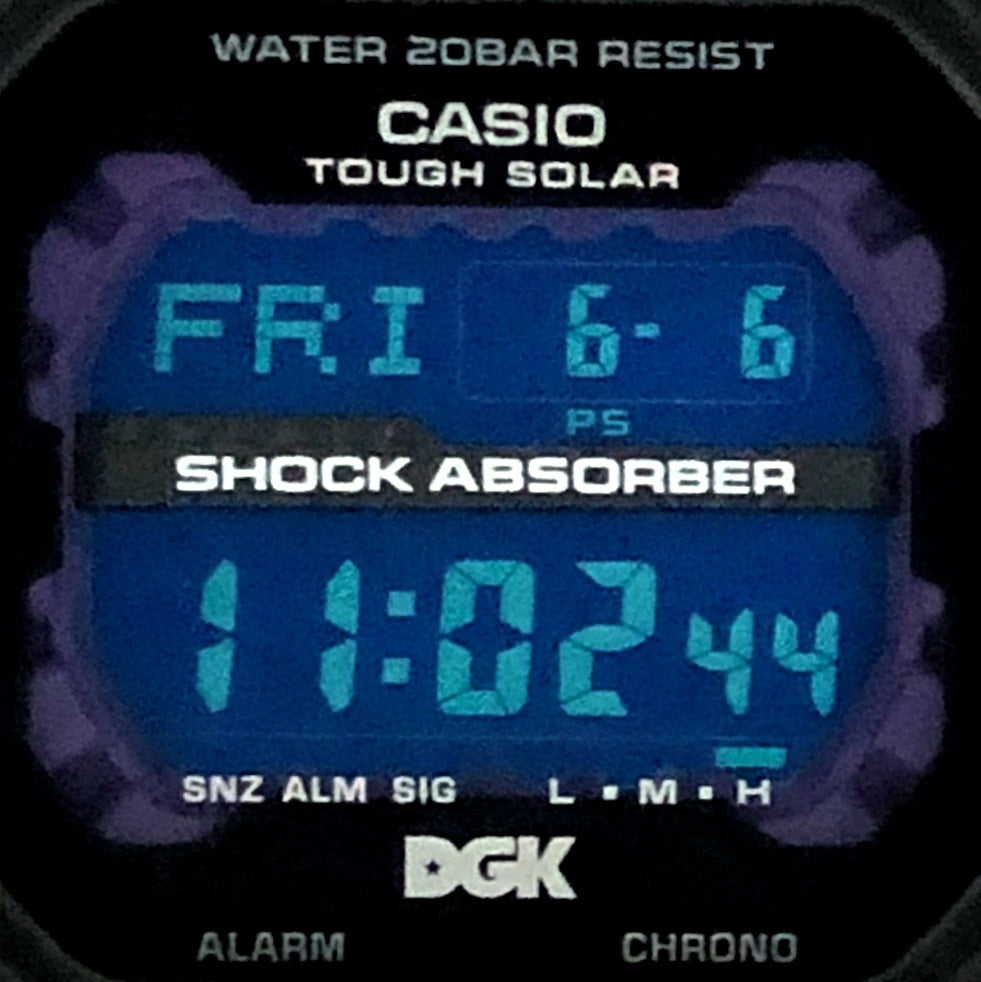 WATER 20BAR RESIST
CASIO
TOUGH SOLAR
FRI 6- 6
PS
SHOCK ABSORBER
11:02 44
SNZ ALM SIG L ▪ M ▪ H
DGK
ALARM CHRONO